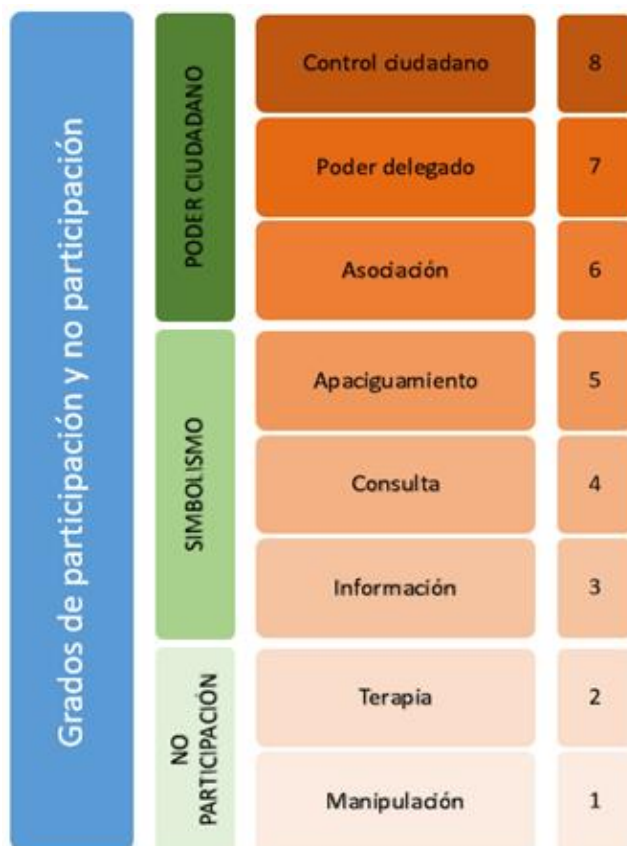 Grados de participación y no participación
PODER CIUDADANO
Control ciudadano 8
Poder delegado 7
Asociación 6
SIMBOLISMO
Apaciguamiento 5
Consulta 4
Información 3
NO
PARTICIPACIÓN
Terapia 2
Manipulación 1